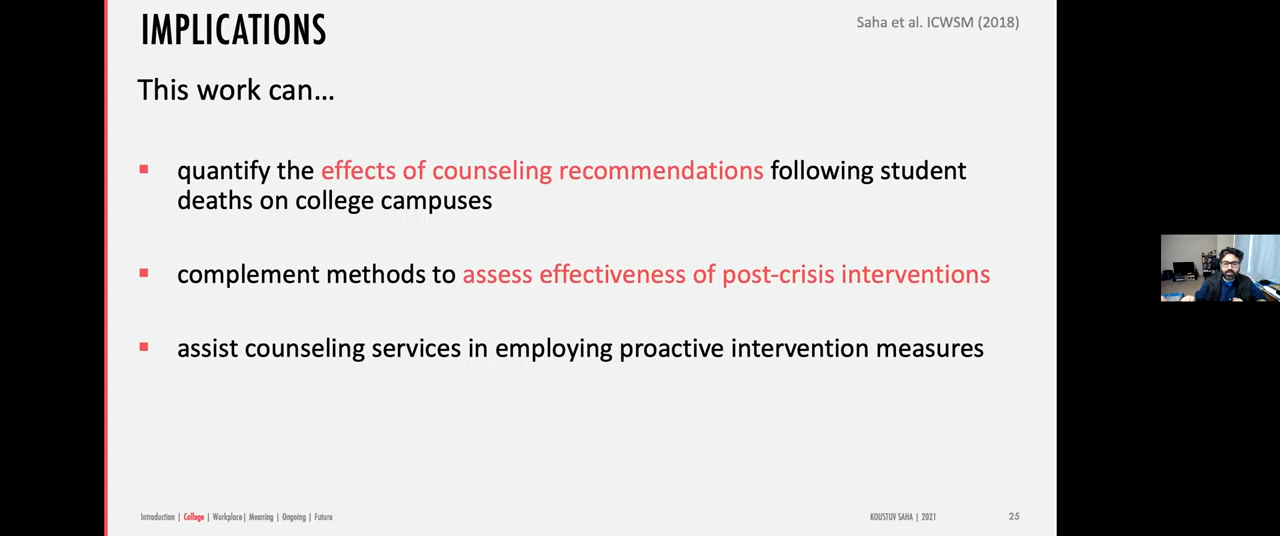 IMPLICATIONS
Saha et al. ICWSM (2018)
This work can...
▪ quantify the effects of counseling recommendations following student
deaths on college campuses
▪ complement methods to assess effectiveness of post-crisis interventions
▪ assist counseling services in employing proactive intervention measures
Introduction | College | Workplace | Meaning | Ongoing | Future
KOUSTUV SAHA | 2021
25